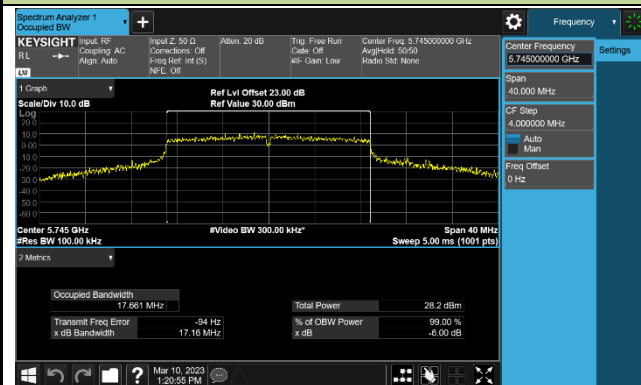 Spectrum Analyzer 1
Occupied BW
Frequency
KEYSIGHT
Input: RF
Coupling: AC
Align: Auto
Input Z: 50 Ω
Corrections: Off
Freq Ref: Int (S)
NFE: Off
Atten: 20 dB
Trig: Free Run
Gate: Off
#IF Gain: Low
Center Freq: 5.745000000 GHz
Avg|Hold: 50/50
Radio Std: None
RL
LXI
Center Frequency
5.745000000 GHz
Settings
Span
40.000 MHz
CF Step
4.000000 MHz
Auto
Man
Freq Offset
0 Hz
1 Graph
Scale/Div 10.0 dB
Ref Lvl Offset 23.00 dB
Ref Value 30.00 dBm
Log
20.0
10.0
0.00
-10.0
-20.0
-30.0
-40.0
-50.0
-60.0
Center 5.745 GHz
#Video BW 300.00 kHz*
Span 40 MHz
#Res BW 100.00 kHz
Sweep 5.00 ms (1001 pts)
2 Metrics
Occupied Bandwidth
17.661 MHz
Total Power 28.2 dBm
Transmit Freq Error -94 Hz
% of OBW Power 99.00 %
x dB Bandwidth 17.16 MHz
x dB -6.00 dB
?
Mar 10, 2023
1:20:55 PM